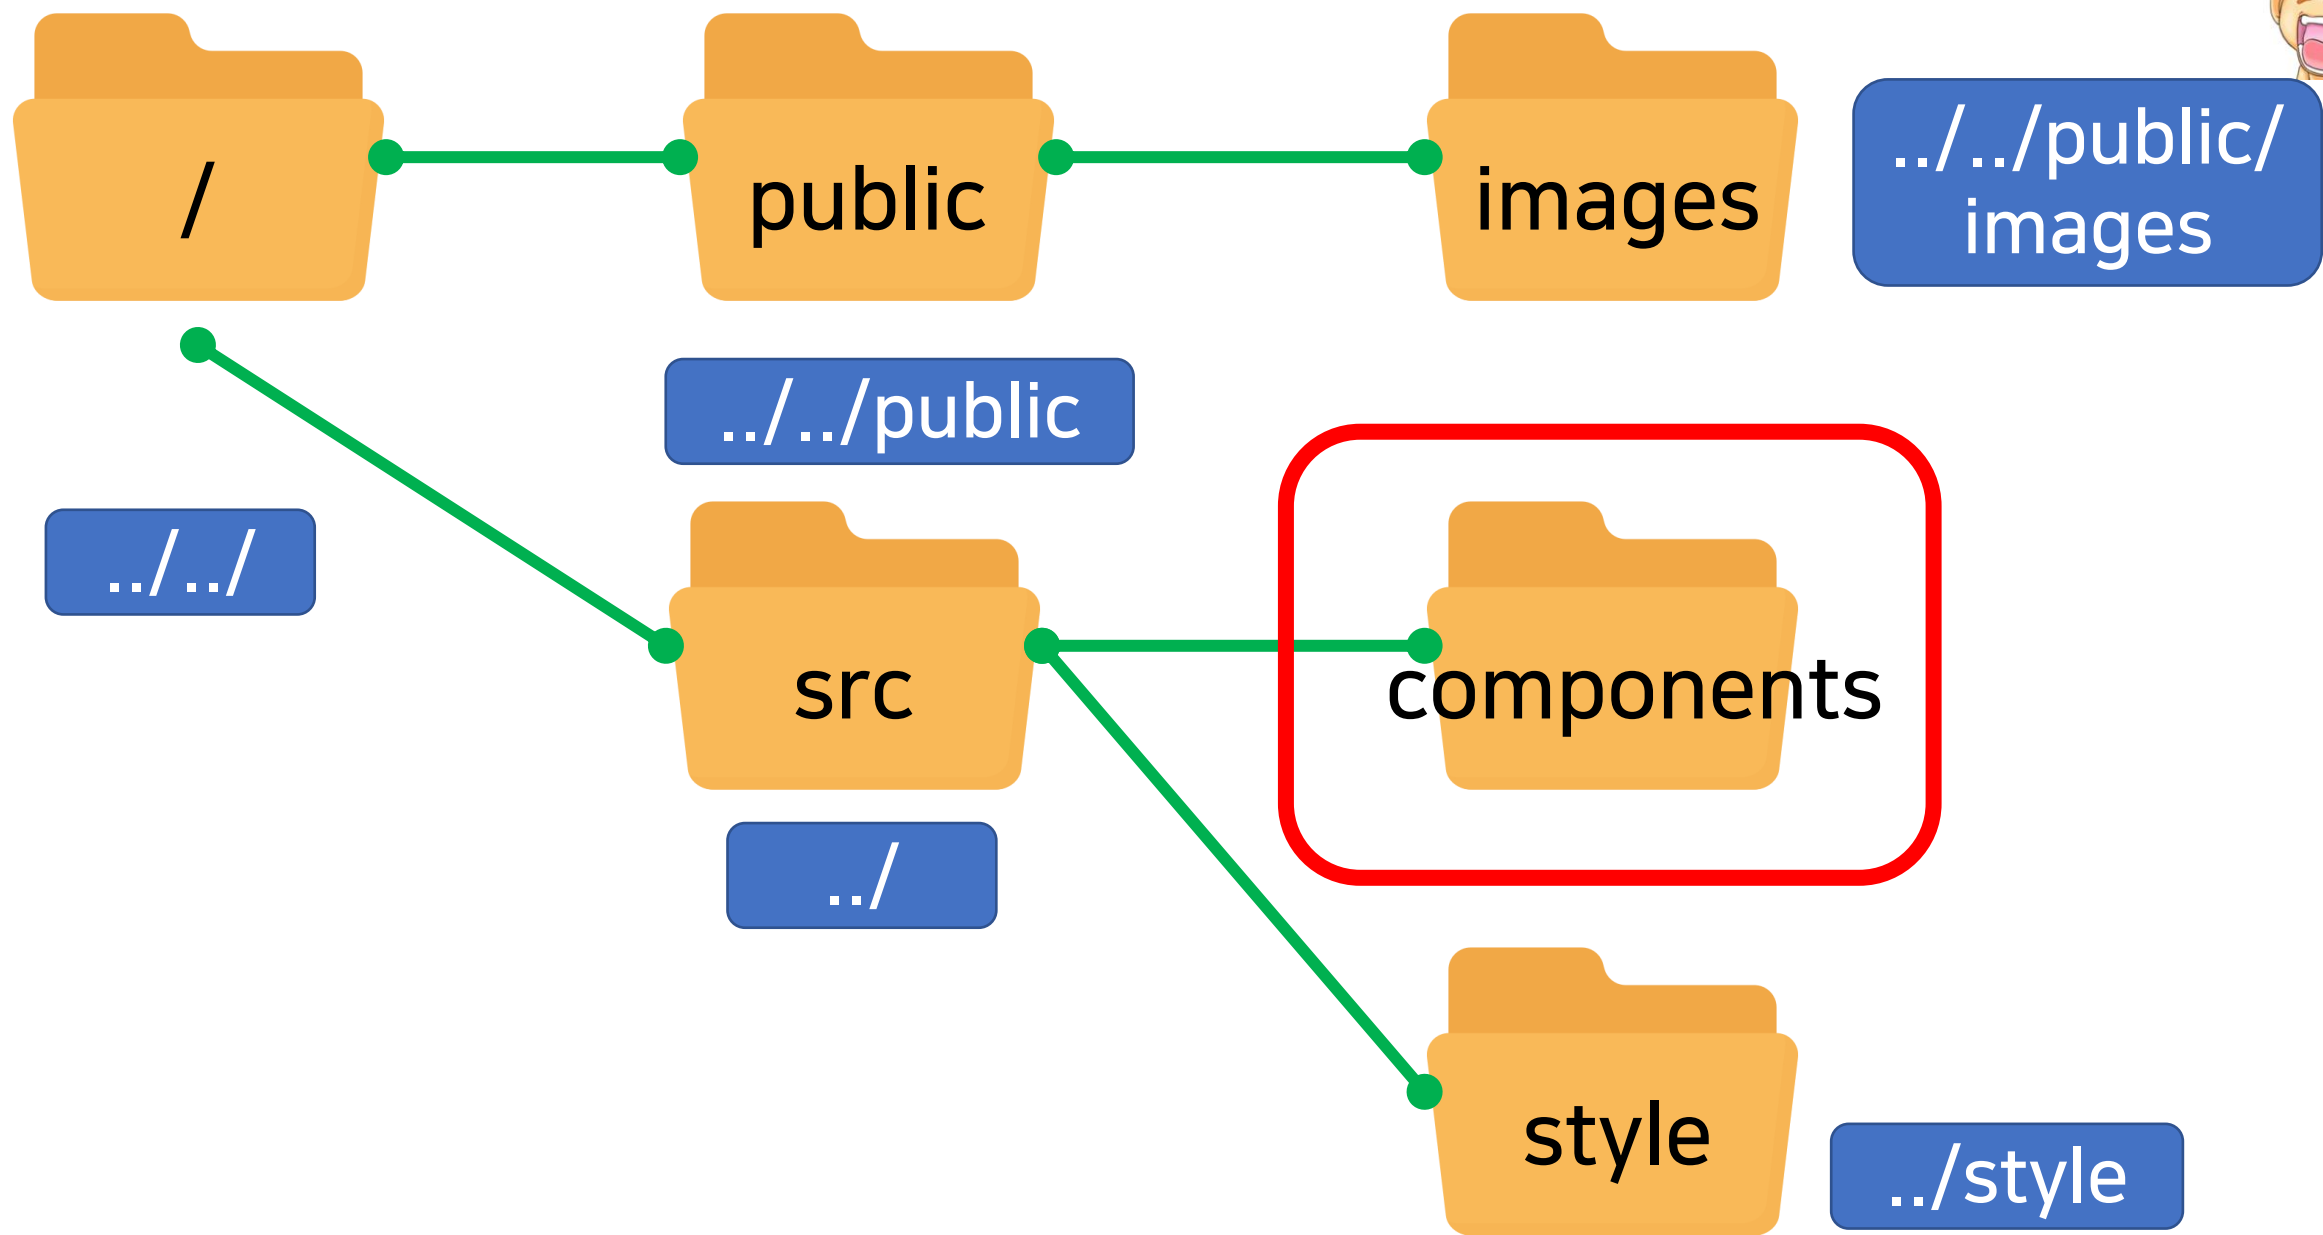 /
public
images
../../public/
images
../../public
../../
src
components
../
style
../style